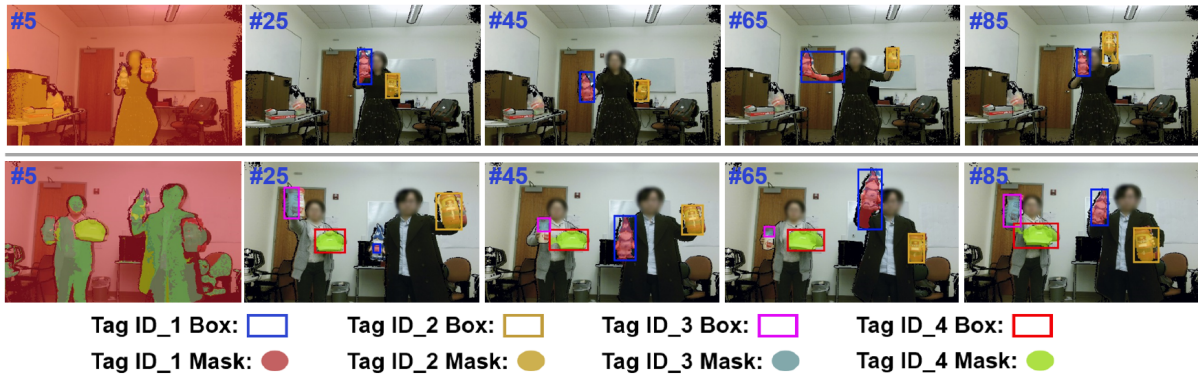 #5 #25 #45 #65 #85
#5 #25 #45 #65 #85
Tag ID_1 Box: Tag ID_2 Box: Tag ID_3 Box: Tag ID_4 Box:
Tag ID_1 Mask: Tag ID_2 Mask: Tag ID_3 Mask: Tag ID_4 Mask: